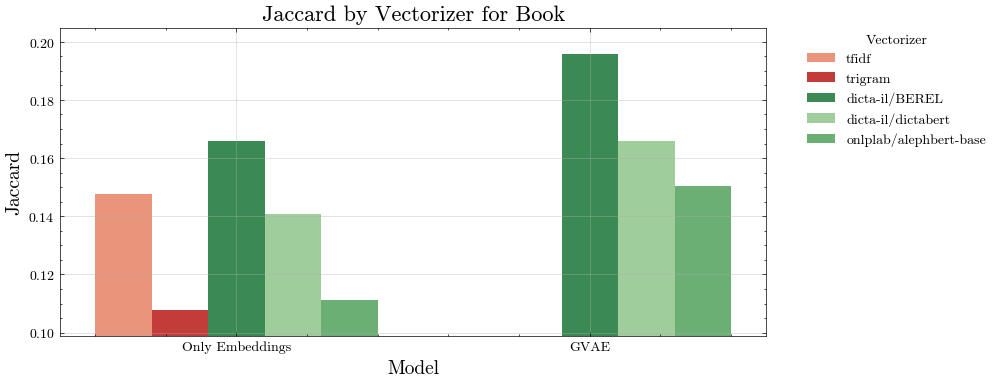 Jaccard by Vectorizer for Book
Jaccard
0.20
0.18
0.16
0.14
0.12
0.10
Only Embeddings
GVAE
Model
Vectorizer
tfidf
trigram
dicta-il/BEREL
dicta-il/dictabert
onlplab/alephbert-base